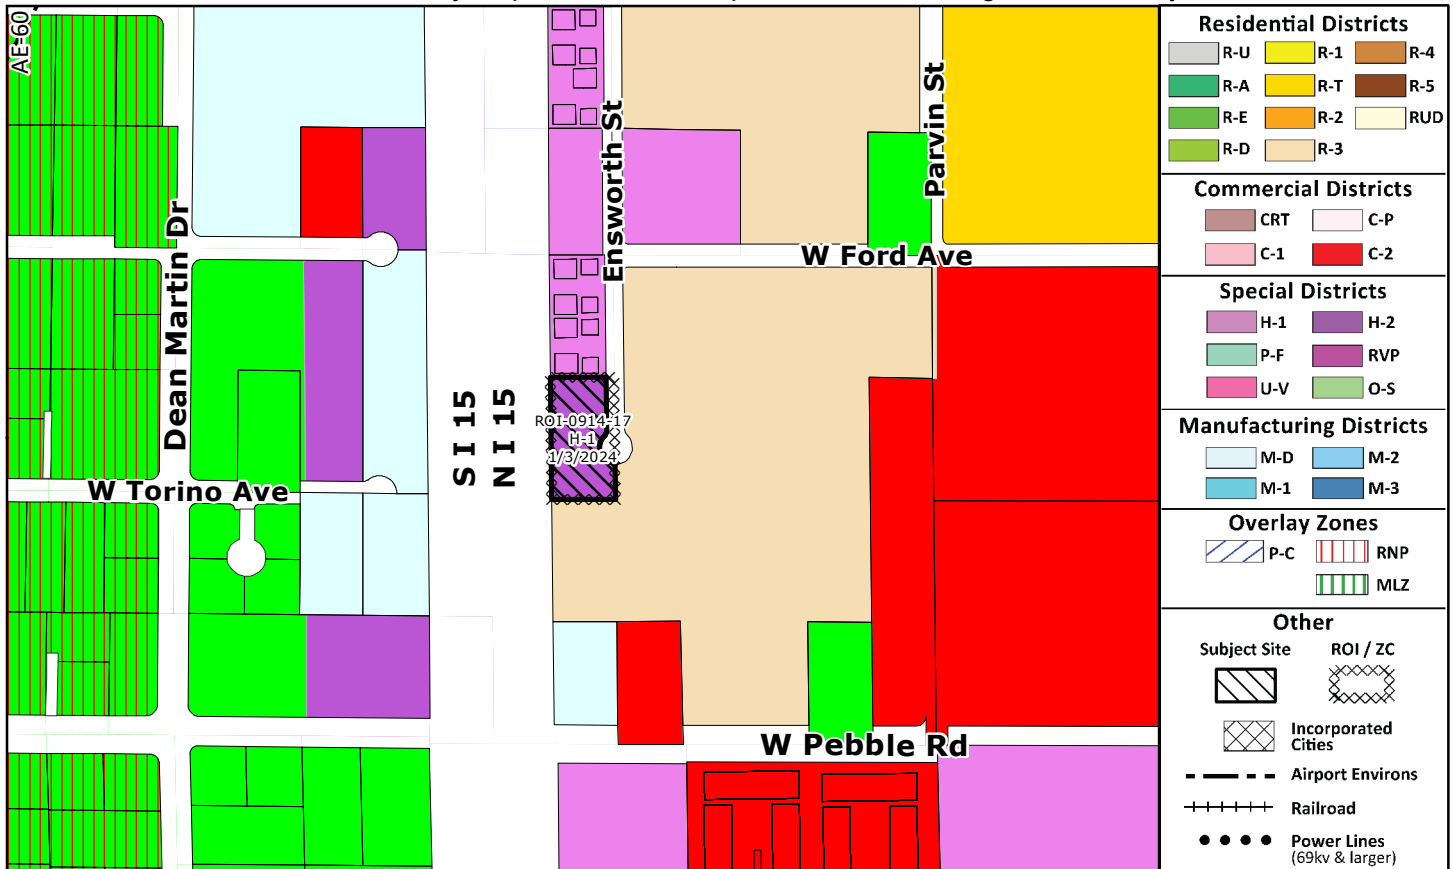 AE-60
Ensworth St
Parvin St
Dean Martin Dr
W Ford Ave
S I 15
N I 15
ROI-0914-17
H-1
1/3/2024
W Torino Ave
W Pebble Rd
Residential Districts
R-U R-1 R-4
R-A R-T R-5
R-E R-2 RUD
R-D R-3
Commercial Districts
CRT C-P
C-1 C-2
Special Districts
H-1 H-2
P-F RVP
U-V O-S
Manufacturing Districts
M-D M-2
M-1 M-3
Overlay Zones
P-C RNP
MLZ
Other
Subject Site ROI / ZC
Incorporated
Cities
Airport Environs
Railroad
Power Lines
(69kv & larger)